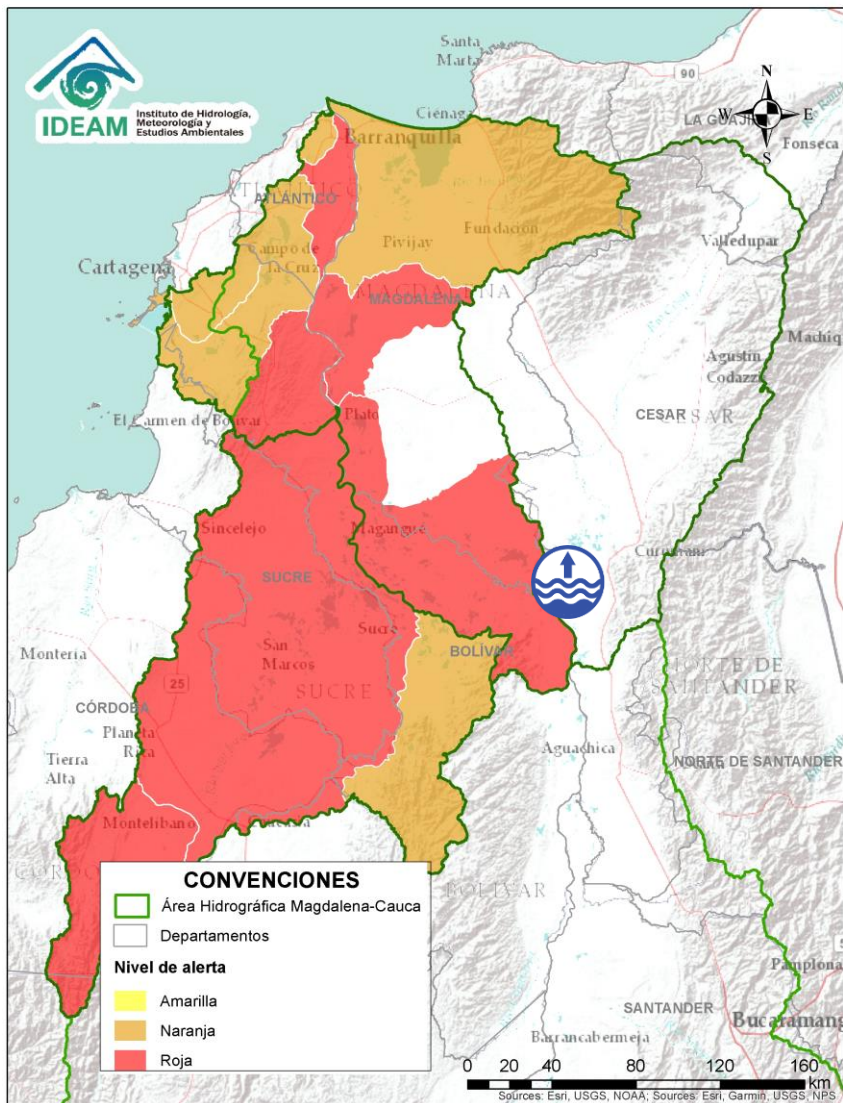 IDEAM
Instituto de Hidrología,
Meteorología y
Estudios Ambientales
Santa
Marta
90
N
W
E
S
LA GUAJIRA
Ciénaga
Barranquilla
Fonseca
ATLÁNTICO
ATLÁNTICO
Campo de
la Cruz
Pivijay
Fundación
Valledupar
Cartagena
MAGDALENA
MAGDALENA
Agustín
Codazzi
El Carmen de Bolívar
Plato
CESAR
CESAR
Sincelejo
Magangué
SUCRE
Sucre
BOLÍVAR
San
Marcos
SUCRE
Montería
25
CÓRDOBA
Planeta
Rica
Tierra
Alta
NORTE DE
SANTANDER
Aguachica
NORTE DE SANTANDER
Montelíbano
BOLÍVAR
CONVENCIONES
Área Hidrográfica Magdalena-Cauca
Departamentos
Nivel de alerta
Amarilla
Naranja
Roja
Pamplona
SANTANDER
Bucaramang
Barrancabermeja
0 20 40 80 120 160
km
Sources: Esri, USGS, NOAA; Sources: Esri, Garmin, USGS, NPS